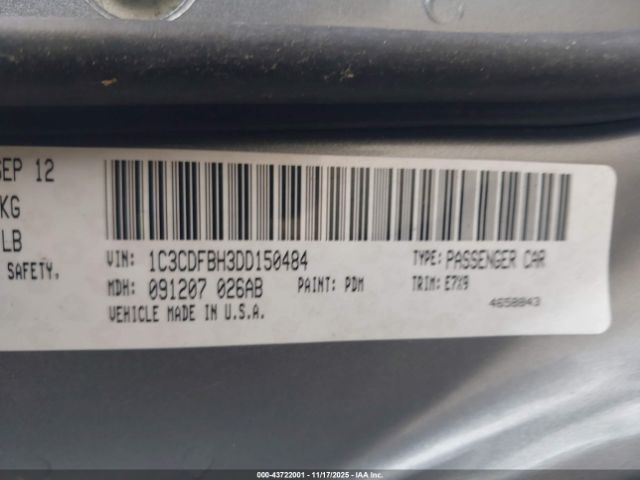 SEP 12
KG
LB
SAFETY,
VIN: 1C3CDFBH3DD150484
TYPE: PASSENGER CAR
MDH: 091207 026AB
PAINT: PDM
TRIM: E7X9
VEHICLE MADE IN U.S.A.
4658843
000-43722001 - 11/17/2025 - IAA Inc.